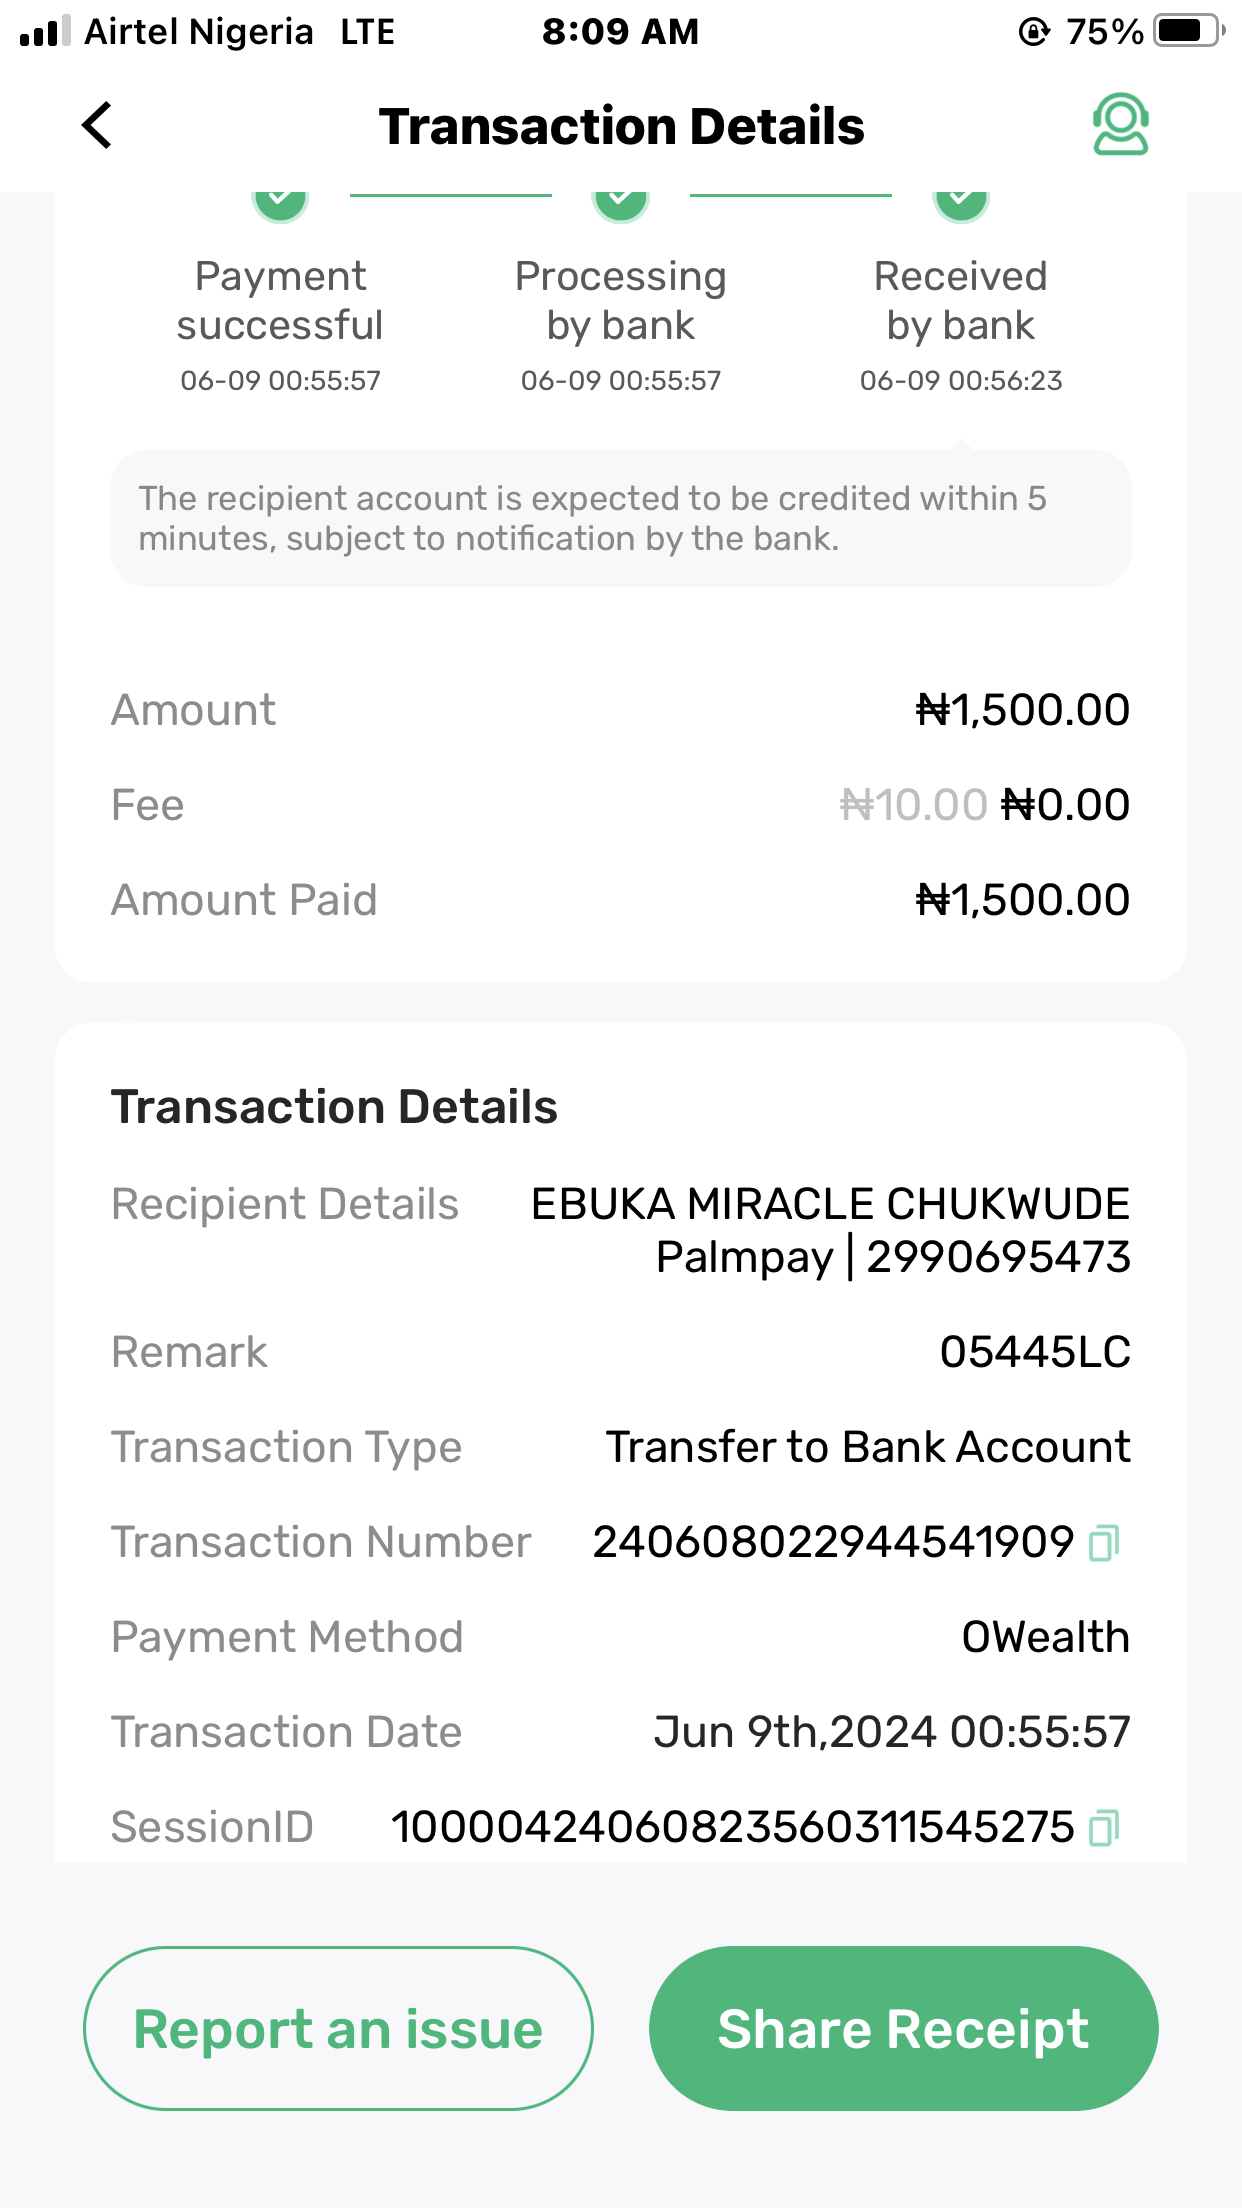 Airtel Nigeria LTE 8:09 AM 75%
Transaction Details
Payment successful
06-09 00:55:57
Processing by bank
06-09 00:55:57
Received by bank
06-09 00:56:23
The recipient account is expected to be credited within 5
minutes, subject to notification by the bank.
Amount ₦1,500.00
Fee ₦10.00 ₦0.00
Amount Paid ₦1,500.00
Transaction Details
Recipient Details EBUKA MIRACLE CHUKWUDE
Palmpay | 2990695473
Remark 05445LC
Transaction Type Transfer to Bank Account
Transaction Number 240608022944541909
Payment Method OWealth
Transaction Date Jun 9th,2024 00:55:57
SessionID 100004240608235603115​45275
Report an issue
Share Receipt